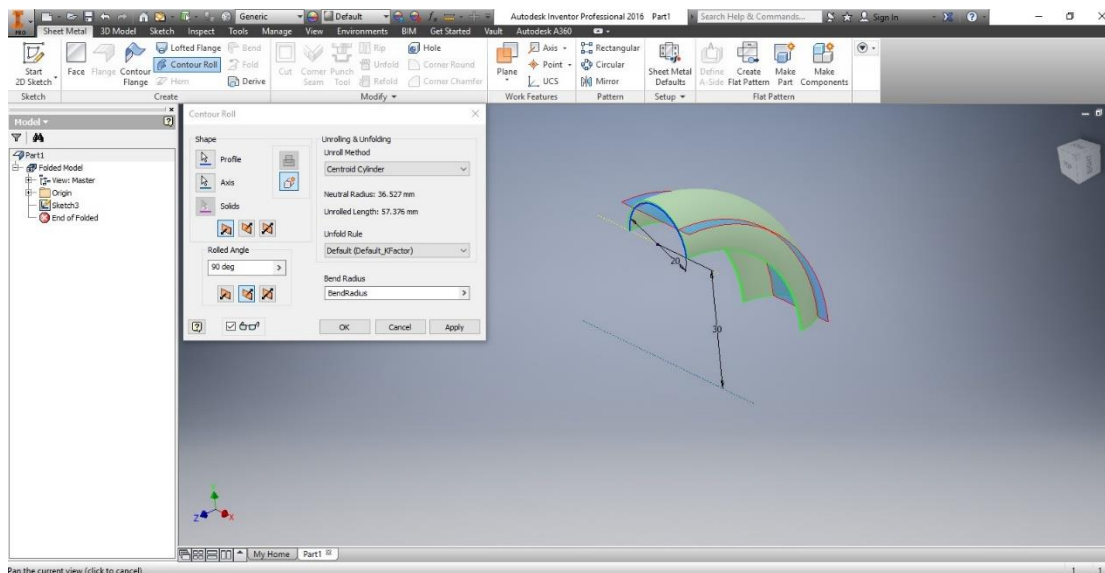 PRO
Generic
Default
Autodesk Inventor Professional 2016 Part1
Search Help & Commands...
Sign In
Sheet Metal 3D Model Sketch Inspect Tools Manage View Environments BIM Get Started Vault Autodesk A360
Start
2D Sketch
Face
Flange
Contour
Flange
Lofted Flange
Contour Roll
Hem
Bend
Fold
Derive
Cut
Corner
Seam
Punch
Tool
Rip
Unfold
Refold
Hole
Corner Round
Corner Chamfer
Plane
Axis
Point
UCS
Rectangular
Circular
Mirror
Sheet Metal
Defaults
Define
A-Side
Create
Flat Pattern
Make
Part
Make
Components
Sketch Create Modify Work Features Pattern Setup Flat Pattern
Model
Part1
Folded Model
View: Master
Origin
Sketch3
End of Folded
Contour Roll
Shape
Profile
Axis
Solids
Rolled Angle
90 deg
Unrolling & Unfolding
Unroll Method
Centroid Cylinder
Neutral Radius: 36.527 mm
Unrolled Length: 57.376 mm
Unfold Rule
Default (Default_KFactor)
Bend Radius
BendRadius
OK Cancel Apply
20
30
Z
X
My Home Part1
Pan the current view (click to cancel)
1 1